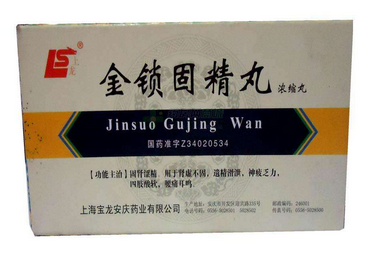 金锁固精丸 浓缩丸
Jinsuo Gujing Wan
国药准字Z34020534
【功能主治】固肾涩精。用于肾虚不固，遗精滑泄，神疲乏力，
四肢酸软，腰痛耳鸣。
上海宝龙安庆药业有限公司